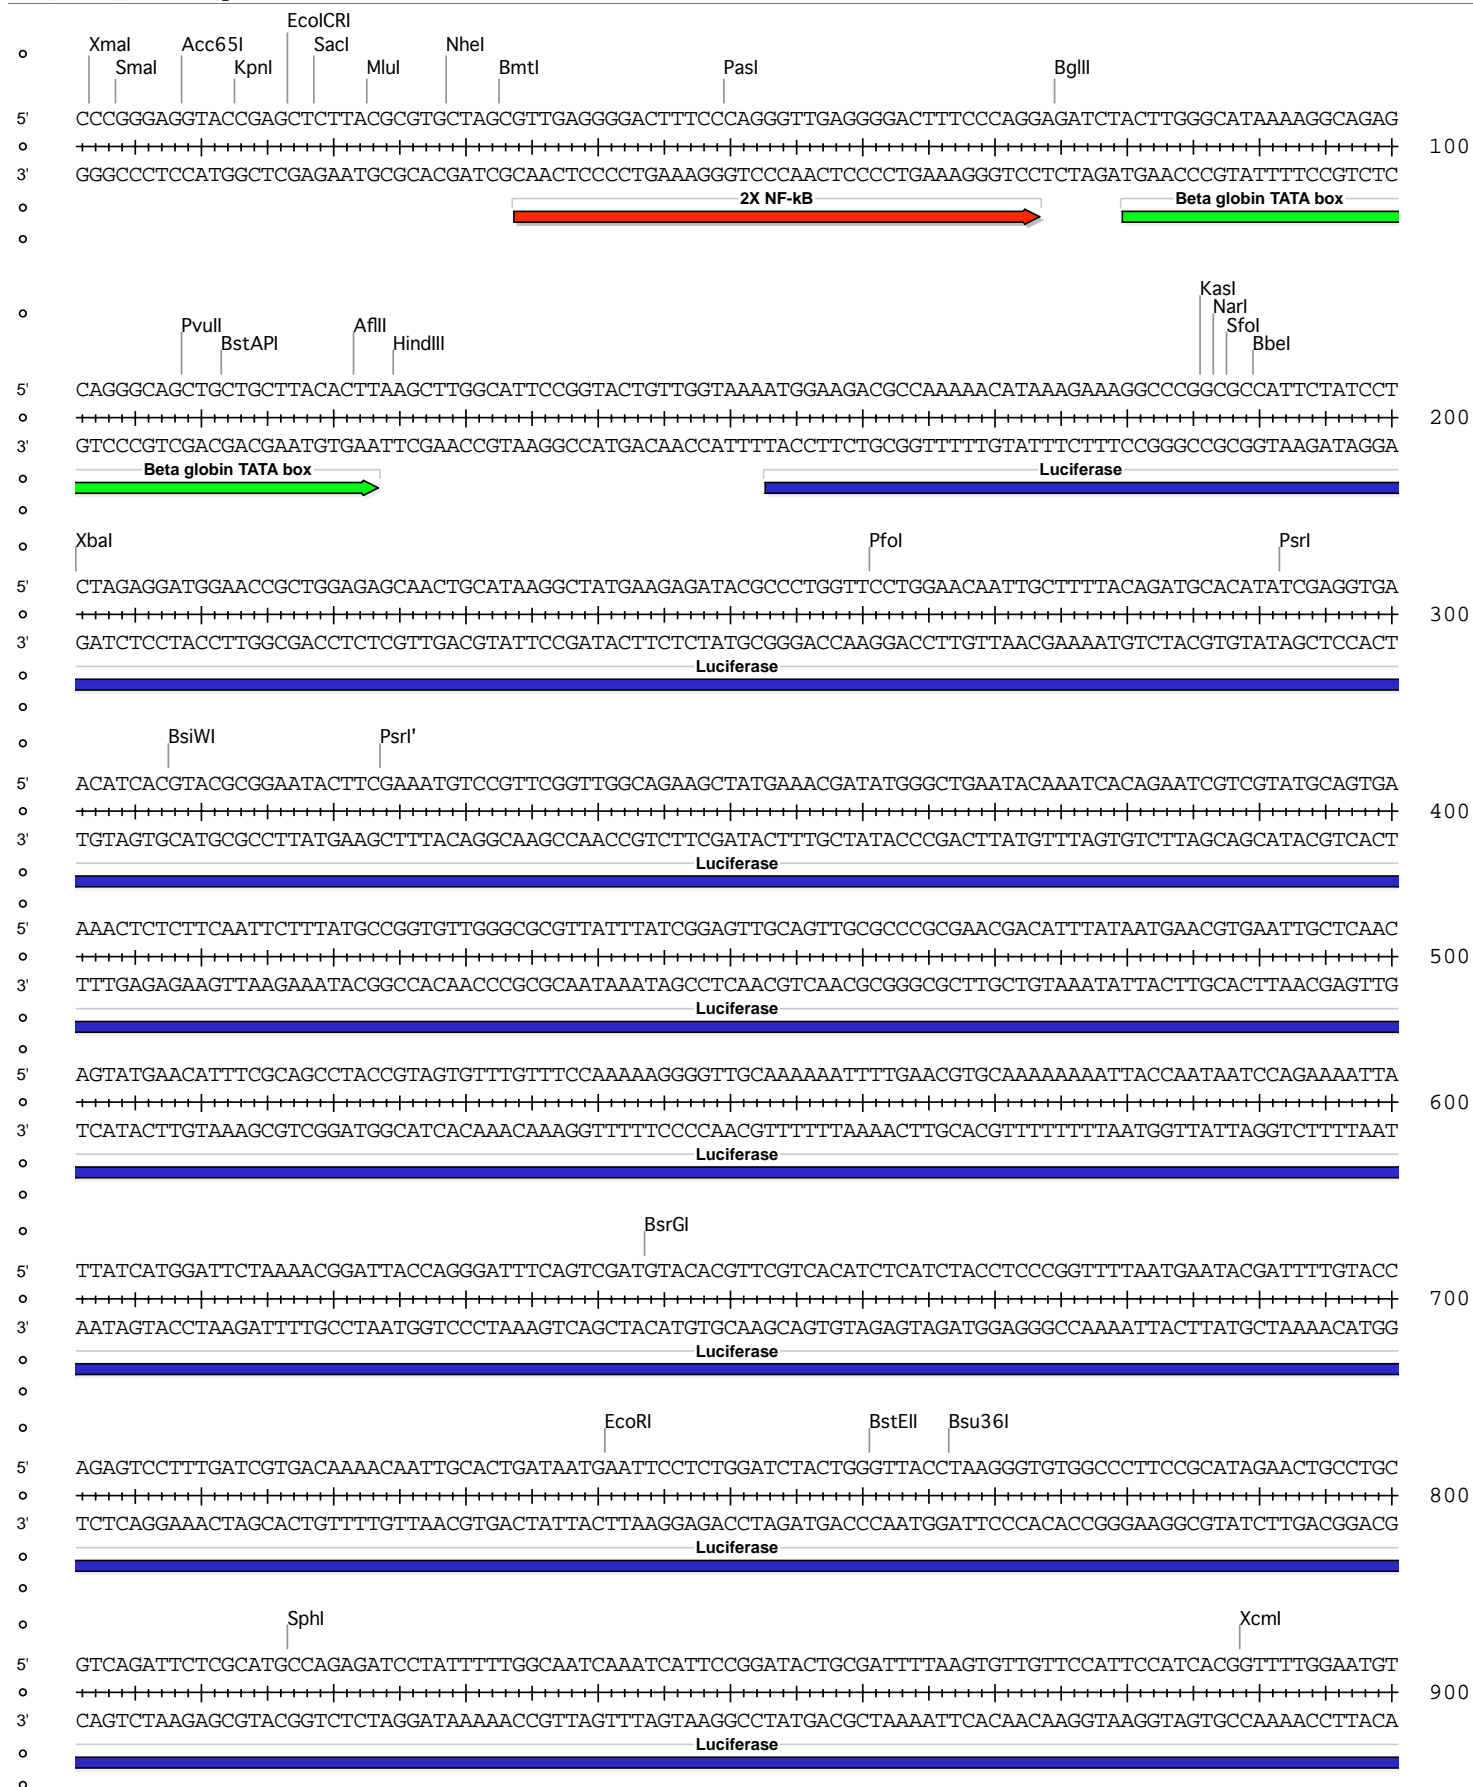 EcoICRI
XmaI Acc65I SacI NheI
SmaI KpnI MluI BmtI PasI BglII
5' CCCGGGAGGTACCGAGCTCTTACGCGTGCTAGCGTTGAGGGGACTTTCCCAGGGTTGAGGGGACTTTCCCAGGAGATCTACTTGGGCATAAAAGGCAGAG
100
3' GGGCCCTCCATGGCTCGAGAATGCGCACGATCGCAACTCCCCTGAAAGGGTCCCAACTCCCCTGAAAGGGTCCTCTAGATGAACCCGTATTTTCCGTCTC
2X NF-kB Beta globin TATA box
KasI
NarI
PvuII AflII SfoI
BstAPI HindIII BbeI
5' CAGGGCAGCTGCTGCTTACACTTAAGCTTGGCATTCCGGTACTGTTGGTAAAATGGAAGACGCCAAAAACATAAAGAAAGGCCCGGCGCCATTCTATCCT
200
3' GTCCCGTCGACGACGAATGTGAATTCGAACCGTAAGGCCATGACAACCATTTTACCTTCTGCGGTTTTTGTATTTCTTTCCGGGCCGCGGTAAGATAGGA
Beta globin TATA box Luciferase
XbaI PfoI PsrI
5' CTAGAGGATGGAACCGCTGGAGAGCAACTGCATAAGGCTATGAAGAGATACGCCCTGGTTCCTGGAACAATTGCTTTTACAGATGCACATATCGAGGTGA
300
3' GATCTCCTACCTTGGCGACCTCTCGTTGACGTATTCCGATACTTCTCTATGCGGGACCAAGGACCTTGTTAACGAAAATGTCTACGTGTATAGCTCCACT
Luciferase
BsiWI PsrI'
5' ACATCACGTACGCGGAATACTTCGAAATGTCCGTTCGGTTGGCAGAAGCTATGAAACGATATGGGCTGAATACAAATCACAGAATCGTCGTATGCAGTGA
400
3' TGTAGTGCATGCGCCTTATGAAGCTTTACAGGCAAGCCAACCGTCTTCGATACTTTGCTATACCCGACTTATGTTTAGTGTCTTAGCAGCATACGTCACT
Luciferase
5' AAACTCTCTTCAATTCTTTATGCCGGTGTTGGGCGCGTTATTTATCGGAGTTGCAGTTGCGCCCGCGAACGACATTTATAATGAACGTGAATTGCTCAAC
500
3' TTTGAGAGAAGTTAAGAAATACGGCCACAACCCGCGCAATAAATAGCCTCAACGTCAACGCGGGCGCTTGCTGTAAATATTACTTGCACTTAACGAGTTG
Luciferase
5' AGTATGAACATTTCGCAGCCTACCGTAGTGTTTGTTTCCAAAAAGGGGTTGCAAAAAATTTTGAACGTGCAAAAAAAATTACCAATAATCCAGAAAATTA
600
3' TCATACTTGTAAAGCGTCGGATGGCATCACAAACAAAGGTTTTTCCCCAACGTTTTTTAAAACTTGCACGTTTTTTTTAATGGTTATTAGGTCTTTTAAT
Luciferase
BsrGI
5' TTATCATGGATTCTAAAACGGATTACCAGGGATTTCAGTCGATGTACACGTTCGTCACATCTCATCTACCTCCCGGTTTTAATGAATACGATTTTGTACC
700
3' AATAGTACCTAAGATTTTGCCTAATGGTCCCTAAAGTCAGCTACATGTGCAAGCAGTGTAGAGTAGATGGAGGGCCAAAATTACTTATGCTAAAACATGG
Luciferase
EcoRI BstEII Bsu36I
5' AGAGTCCTTTGATCGTGACAAAACAATTGCACTGATAATGAATTCCTCTGGATCTACTGGGTTACCTAAGGGTGTGGCCCTTCCGCATAGAACTGCCTGC
800
3' TCTCAGGAAACTAGCACTGTTTTGTTAACGTGACTATTACTTAAGGAGACCTAGATGACCCAATGGATTCCCACACCGGGAAGGCGTATCTTGACGGACG
Luciferase
SphI XcmI
5' GTCAGATTCTCGCATGCCAGAGATCCTATTTTTGGCAATCAAATCATTCCGGATACTGCGATTTTAAGTGTTGTTCCATTCCATCACGGTTTTGGAATGT
900
3' CAGTCTAAGAGCGTACGGTCTCTAGGATAAAAACCGTTAGTTTAGTAAGGCCTATGACGCTAAAATTCACAACAAGGTAAGGTAGTGCCAAAACCTTACA
Luciferase